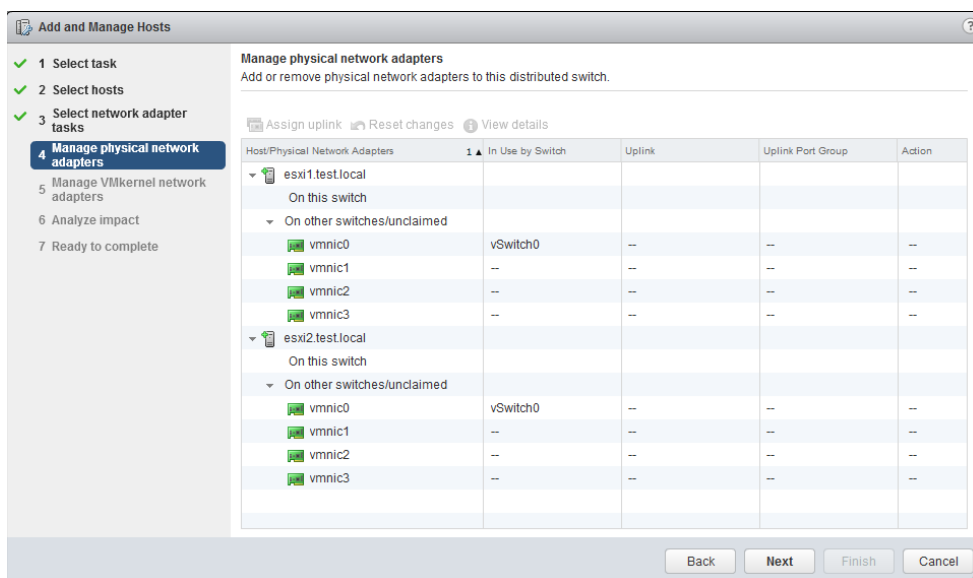 Add and Manage Hosts
?
1 Select task
2 Select hosts
3 Select network adapter
tasks
4 Manage physical network
adapters
5 Manage VMkernel network
adapters
6 Analyze impact
7 Ready to complete
Manage physical network adapters
Add or remove physical network adapters to this distributed switch.
Assign uplink Reset changes View details
Host/Physical Network Adapters 1 ▲ In Use by Switch Uplink Uplink Port Group Action
esxi1.test.local
On this switch
On other switches/unclaimed
vmnic0 vSwitch0 -- -- --
vmnic1 -- -- -- --
vmnic2 -- -- -- --
vmnic3 -- -- -- --
esxi2.test.local
On this switch
On other switches/unclaimed
vmnic0 vSwitch0 -- -- --
vmnic1 -- -- -- --
vmnic2 -- -- -- --
vmnic3 -- -- -- --
Back Next Finish Cancel